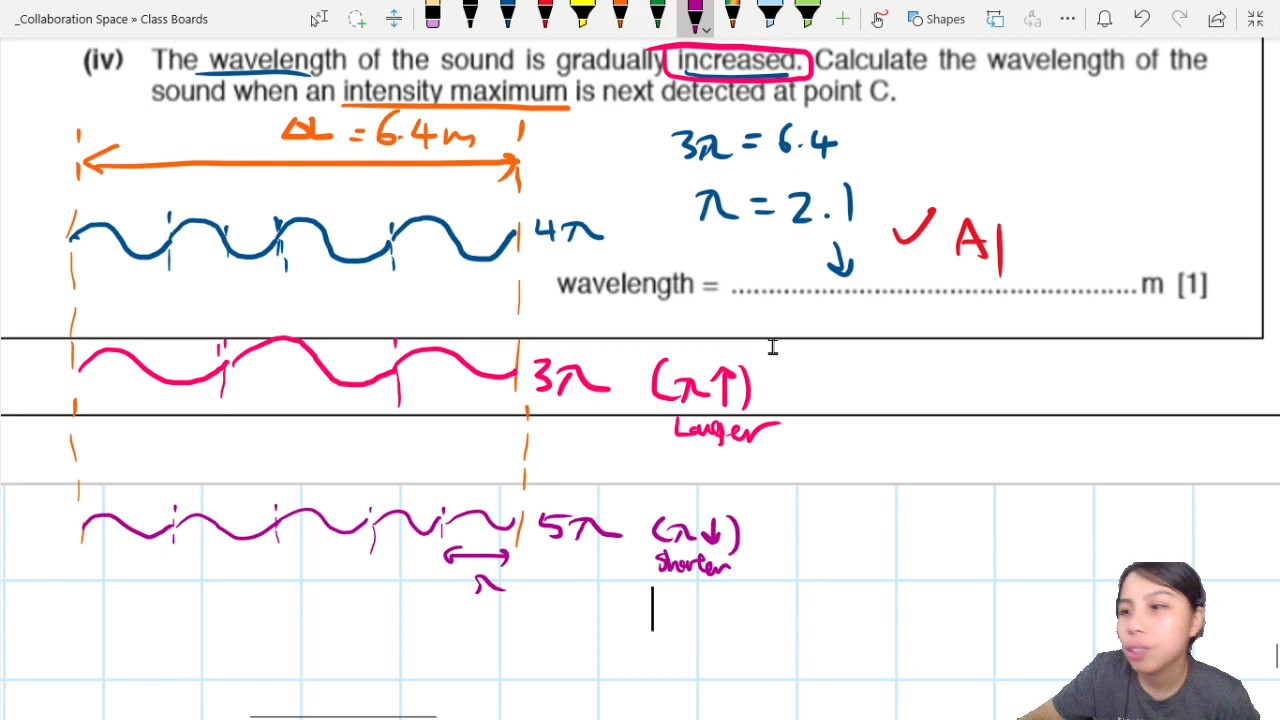 _Collaboration Space » Class Boards
Shapes
(iv) The wavelength of the sound is gradually increased. Calculate the wavelength of the
sound when an intensity maximum is next detected at point C.
ΔL = 6.4m
3λ = 6.4
λ = 2.1
✓ A1
4λ
wavelength = .................................................... m [1]
3λ (λ↑)
Longer
5λ (λ↓)
Shorter
λ